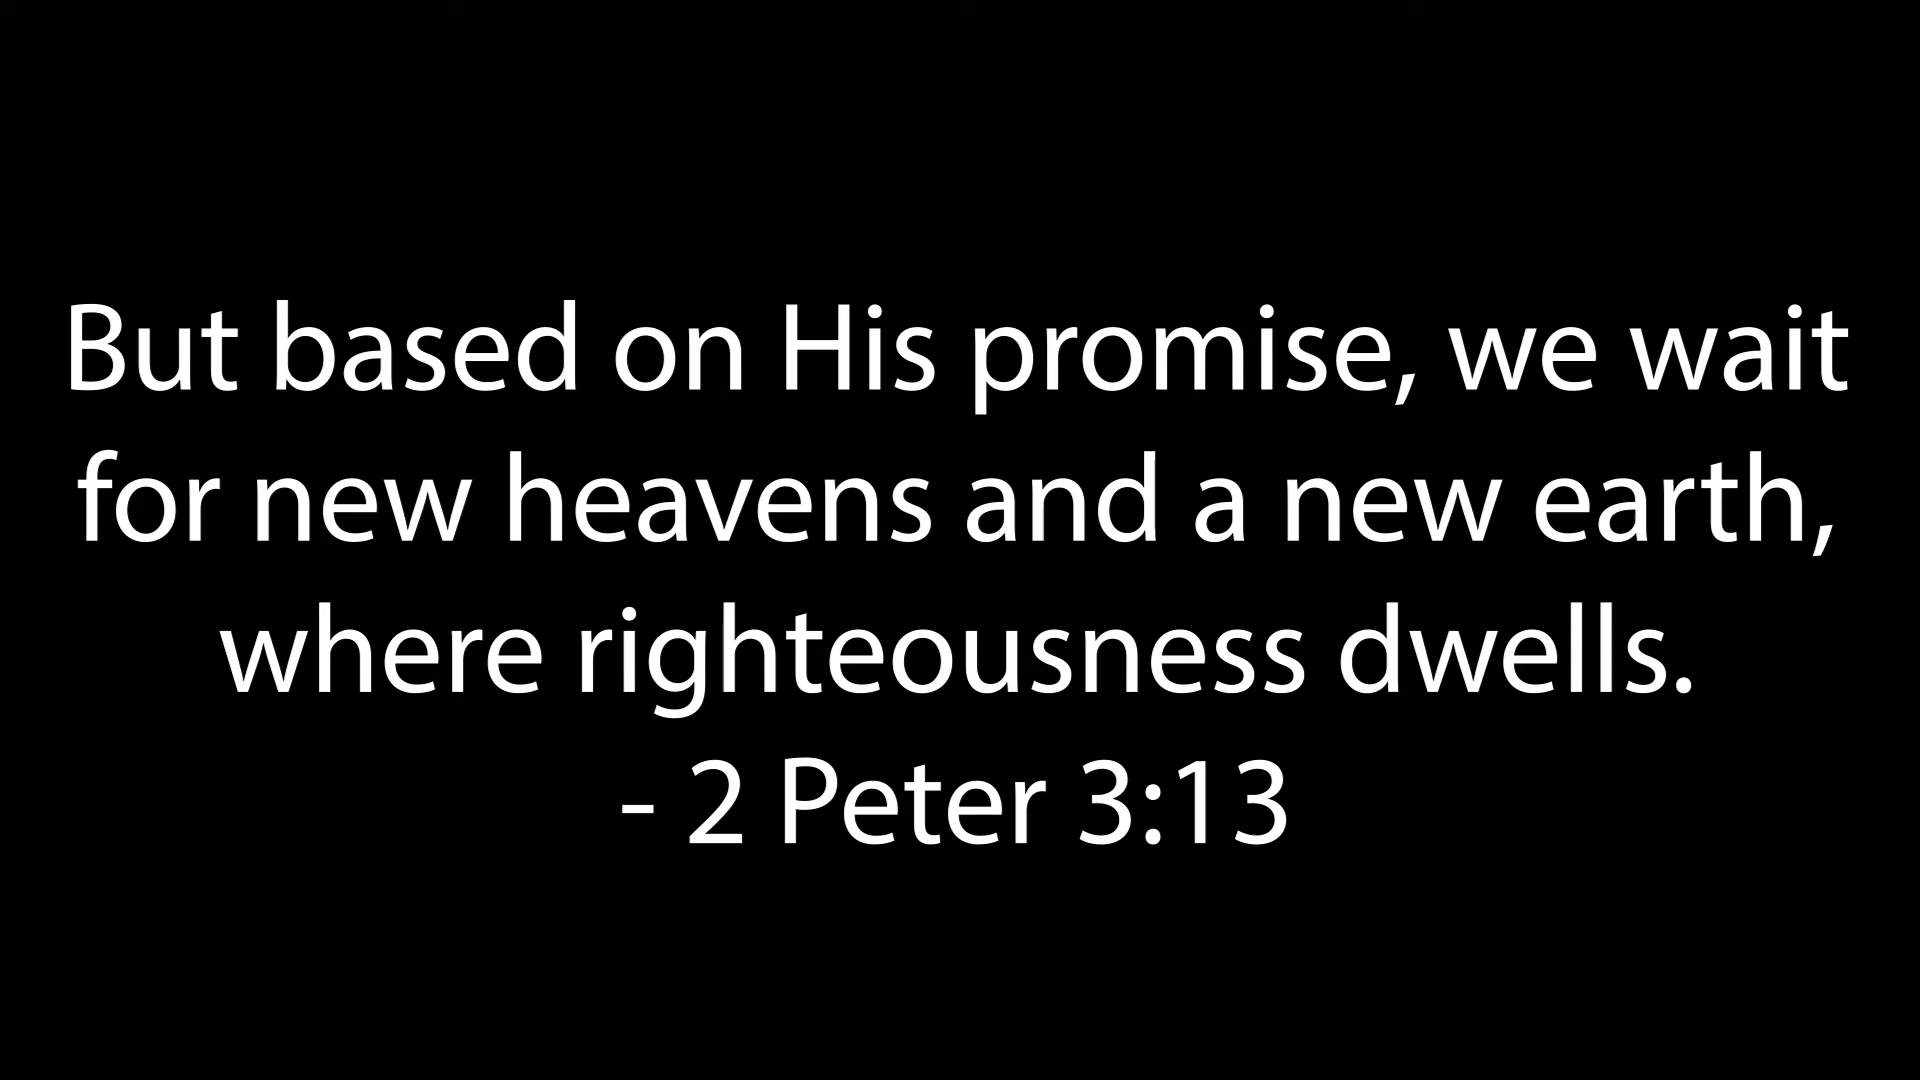 But based on His promise, we wait
for new heavens and a new earth,
where righteousness dwells.
- 2 Peter 3:13